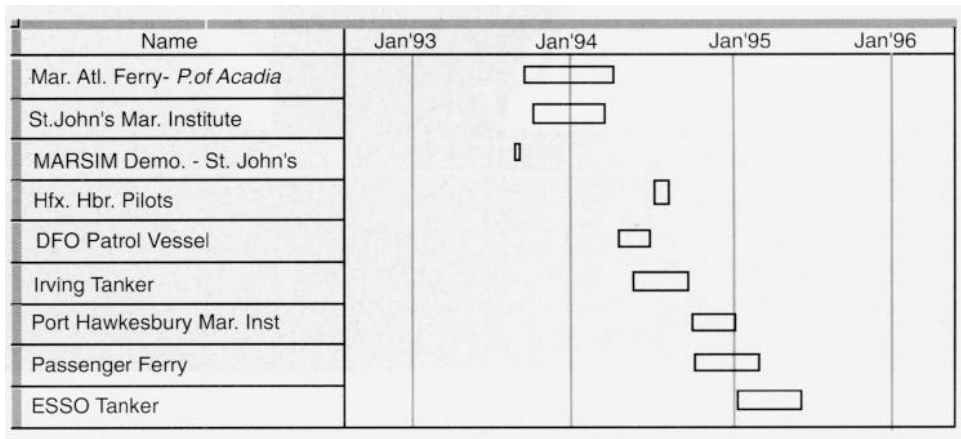 Name Jan'93 Jan'94 Jan'95 Jan'96
Mar. Atl. Ferry- P.of Acadia
St.John's Mar. Institute
MARSIM Demo. - St. John's
Hfx. Hbr. Pilots
DFO Patrol Vessel
Irving Tanker
Port Hawkesbury Mar. Inst
Passenger Ferry
ESSO Tanker